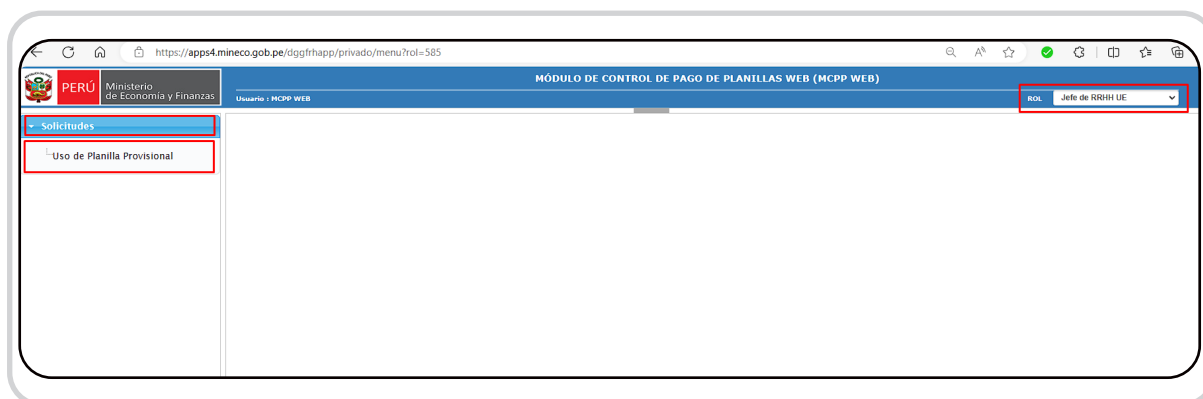 https://apps4.mineco.gob.pe/dggfrhapp/privado/menu?rol=585
PERÚ
Ministerio
de Economía y Finanzas
MÓDULO DE CONTROL DE PAGO DE PLANILLAS WEB (MCPP WEB)
Usuario : MCPP WEB
ROL Jefe de RRHH UE
Solicitudes
Uso de Planilla Provisional